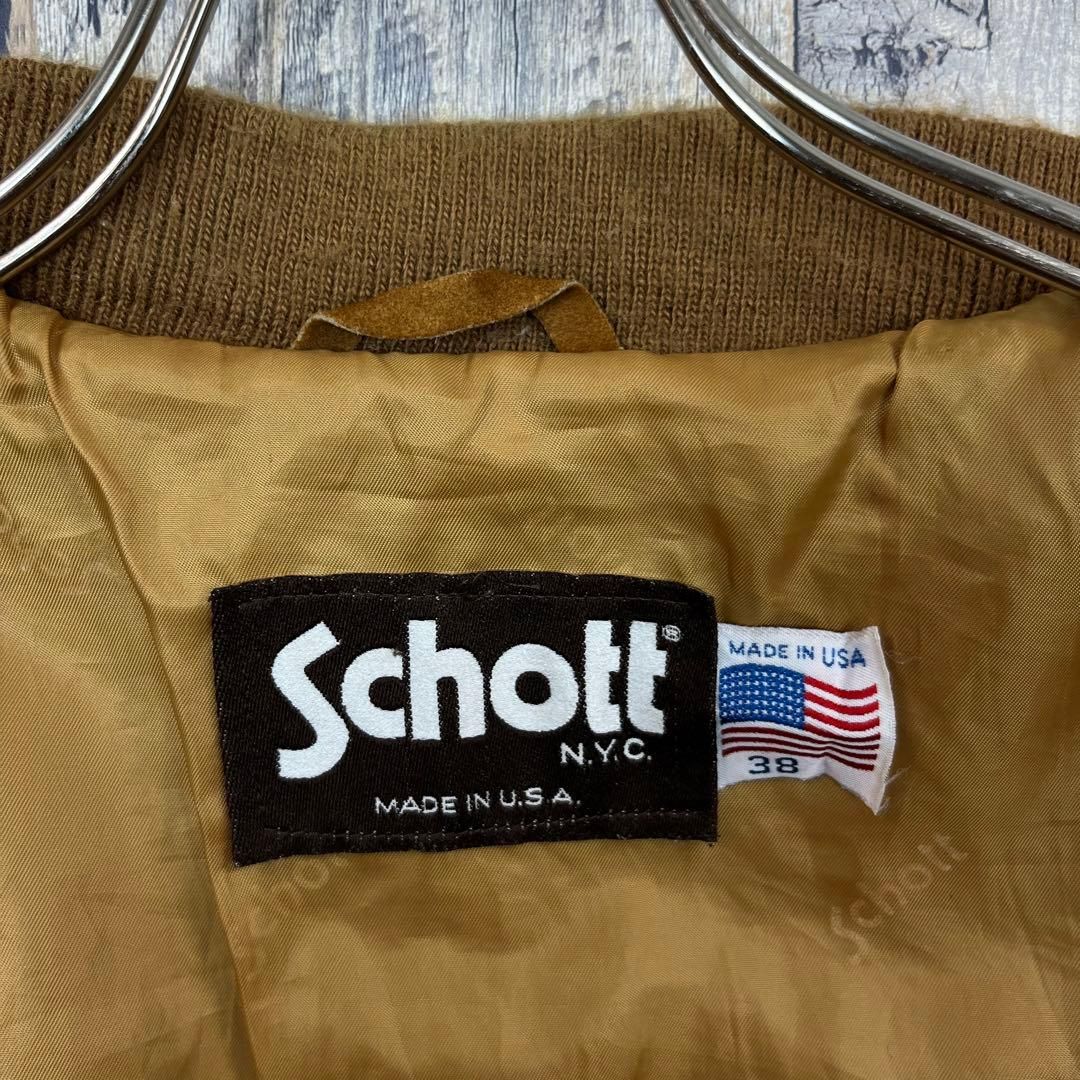 Schott®
N.Y.C.
MADE IN U.S.A.
MADE IN USA
38
Schott